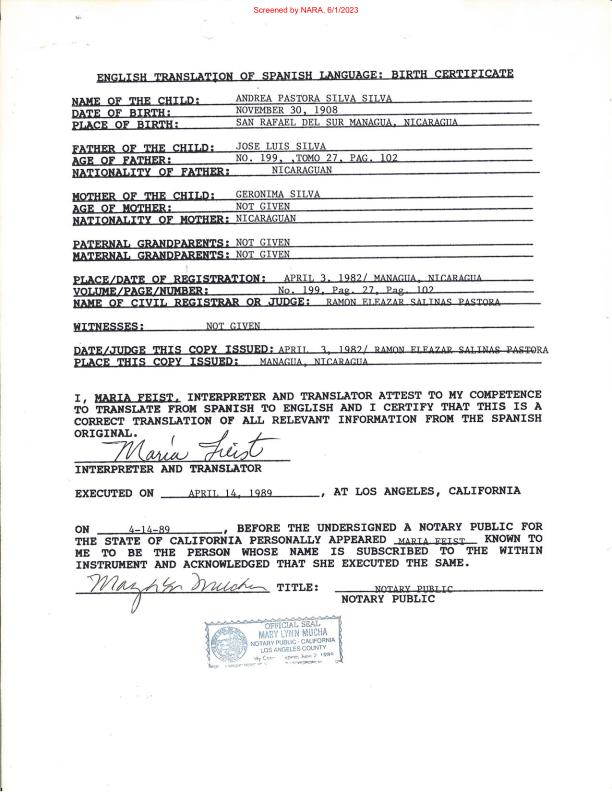 Screened by NARA, 6/1/2023
ENGLISH TRANSLATION OF SPANISH LANGUAGE: BIRTH CERTIFICATE
NAME OF THE CHILD: ANDREA PASTORA SILVA SILVA
DATE OF BIRTH: NOVEMBER 30, 1908
PLACE OF BIRTH: SAN RAFAEL DEL SUR MANAGUA, NICARAGUA
FATHER OF THE CHILD: JOSE LUIS SILVA
AGE OF FATHER: NO. 199, ,TOMO 27, PAG. 102
NATIONALITY OF FATHER: NICARAGUAN
MOTHER OF THE CHILD: GERONIMA SILVA
AGE OF MOTHER: NOT GIVEN
NATIONALITY OF MOTHER: NICARAGUAN
PATERNAL GRANDPARENTS: NOT GIVEN
MATERNAL GRANDPARENTS: NOT GIVEN
PLACE/DATE OF REGISTRATION: APRIL 3, 1982/ MANAGUA, NICARAGUA
VOLUME/PAGE/NUMBER: No. 199, Pag. 27, Pag. 102
NAME OF CIVIL REGISTRAR OR JUDGE: RAMON ELEAZAR SALINAS PASTORA
WITNESSES: NOT GIVEN
DATE/JUDGE THIS COPY ISSUED: APRIL 3, 1982/ RAMON ELEAZAR SALINAS PASTORA
PLACE THIS COPY ISSUED: MANAGUA, NICARAGUA
I, MARIA FEIST, INTERPRETER AND TRANSLATOR ATTEST TO MY COMPETENCE
TO TRANSLATE FROM SPANISH TO ENGLISH AND I CERTIFY THAT THIS IS A
CORRECT TRANSLATION OF ALL RELEVANT INFORMATION FROM THE SPANISH
ORIGINAL.
María Feist
INTERPRETER AND TRANSLATOR
EXECUTED ON APRIL 14, 1989, AT LOS ANGELES, CALIFORNIA
ON 4-14-89, BEFORE THE UNDERSIGNED A NOTARY PUBLIC FOR
THE STATE OF CALIFORNIA PERSONALLY APPEARED MARIA FEIST KNOWN TO
ME TO BE THE PERSON WHOSE NAME IS SUBSCRIBED TO THE WITHIN
INSTRUMENT AND ACKNOWLEDGED THAT SHE EXECUTED THE SAME.
Mary Lynn Mucha TITLE: NOTARY PUBLIC
NOTARY PUBLIC
OFFICIAL SEAL
MARY LYNN MUCHA
NOTARY PUBLIC - CALIFORNIA
LOS ANGELES COUNTY
My June 2, 1989